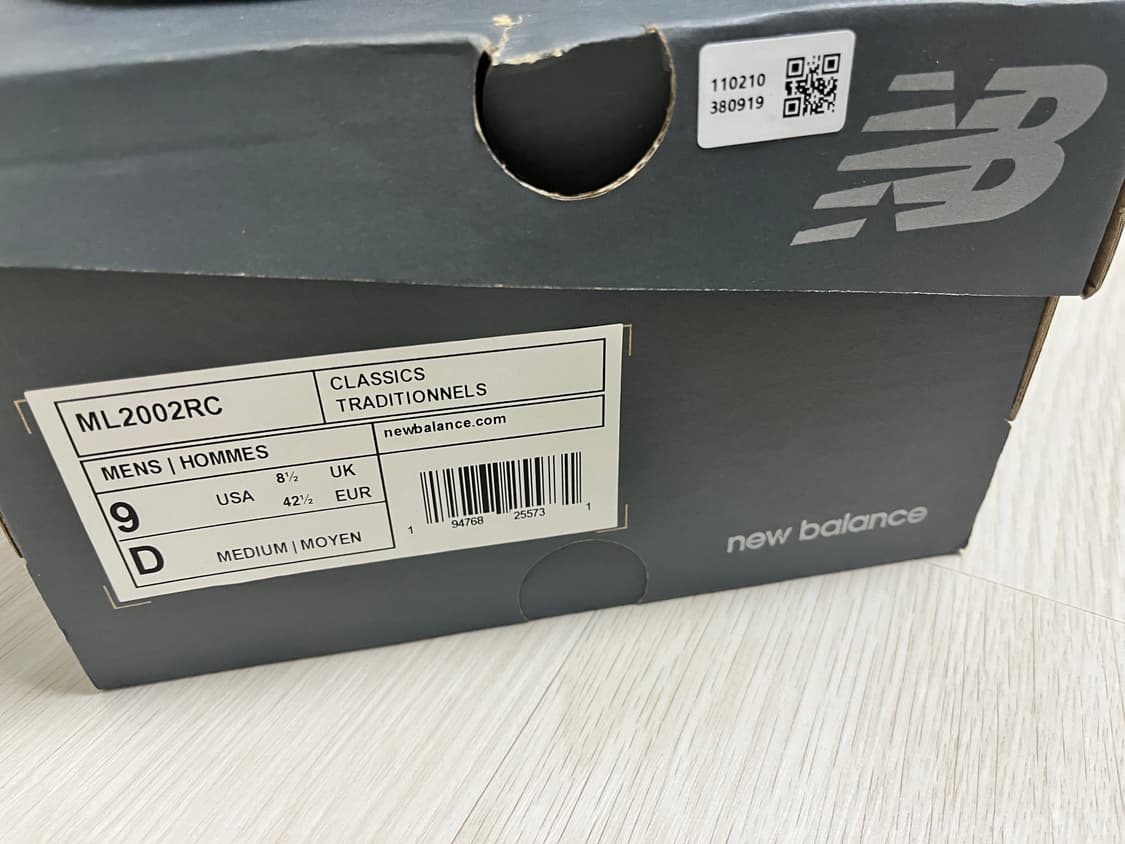 110210
380919
NB
ML2002RC
CLASSICS
TRADITIONNELS
MENS | HOMMES
newbalance.com
9
USA
8½ UK
42½ EUR
D
MEDIUM | MOYEN
1 94768 25573 1
new balance